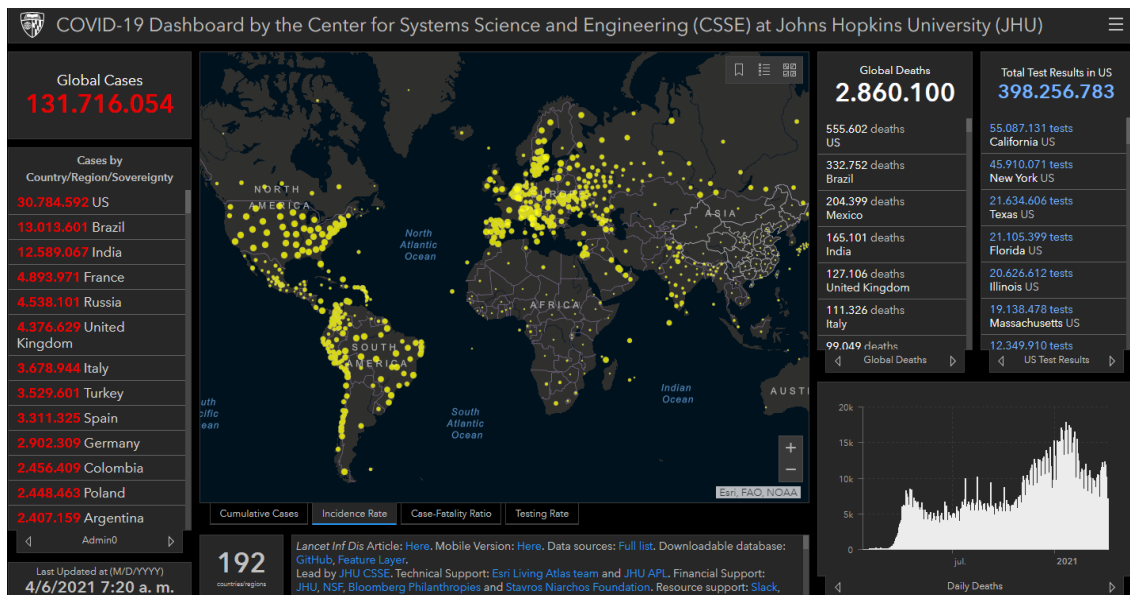 COVID-19 Dashboard by the Center for Systems Science and Engineering (CSSE) at Johns Hopkins University (JHU)
Global Cases
131.716.054
Cases by
Country/Region/Sovereignty
30.784.592 US
13.013.601 Brazil
12.589.067 India
4.893.971 France
4.538.101 Russia
4.376.629 United
Kingdom
3.678.944 Italy
3.529.601 Turkey
3.311.325 Spain
2.902.309 Germany
2.456.409 Colombia
2.448.463 Poland
2.407.159 Argentina
Admin0
Last Updated at (M/D/YYYY)
4/6/2021 7:20 a. m.
NORTH
AMERICA
North
Atlantic
Ocean
EUROPE
ASIA
AFRICA
SOUTH
AMERICA
uth
cific
ean
South
Atlantic
Ocean
Indian
Ocean
AUST
+
−
Esri, FAO, NOAA
Cumulative Cases
Incidence Rate
Case-Fatality Ratio
Testing Rate
192
countries/regions
Lancet Inf Dis Article: Here. Mobile Version: Here. Data sources: Full list. Downloadable database:
GitHub, Feature Layer.
Lead by JHU CSSE. Technical Support: Esri Living Atlas team and JHU APL. Financial Support:
JHU, NSF, Bloomberg Philanthropies and Stavros Niarchos Foundation. Resource support: Slack,
Global Deaths
2.860.100
555.602 deaths
US
332.752 deaths
Brazil
204.399 deaths
Mexico
165.101 deaths
India
127.106 deaths
United Kingdom
111.326 deaths
Italy
99.049 deaths
Global Deaths
Total Test Results in US
398.256.783
55.087.131 tests
California US
45.910.071 tests
New York US
21.634.606 tests
Texas US
21.105.399 tests
Florida US
20.626.612 tests
Illinois US
19.138.478 tests
Massachusetts US
12.349.910 tests
US Test Results
20k
15k
10k
5k
0
jul.
2021
Daily Deaths